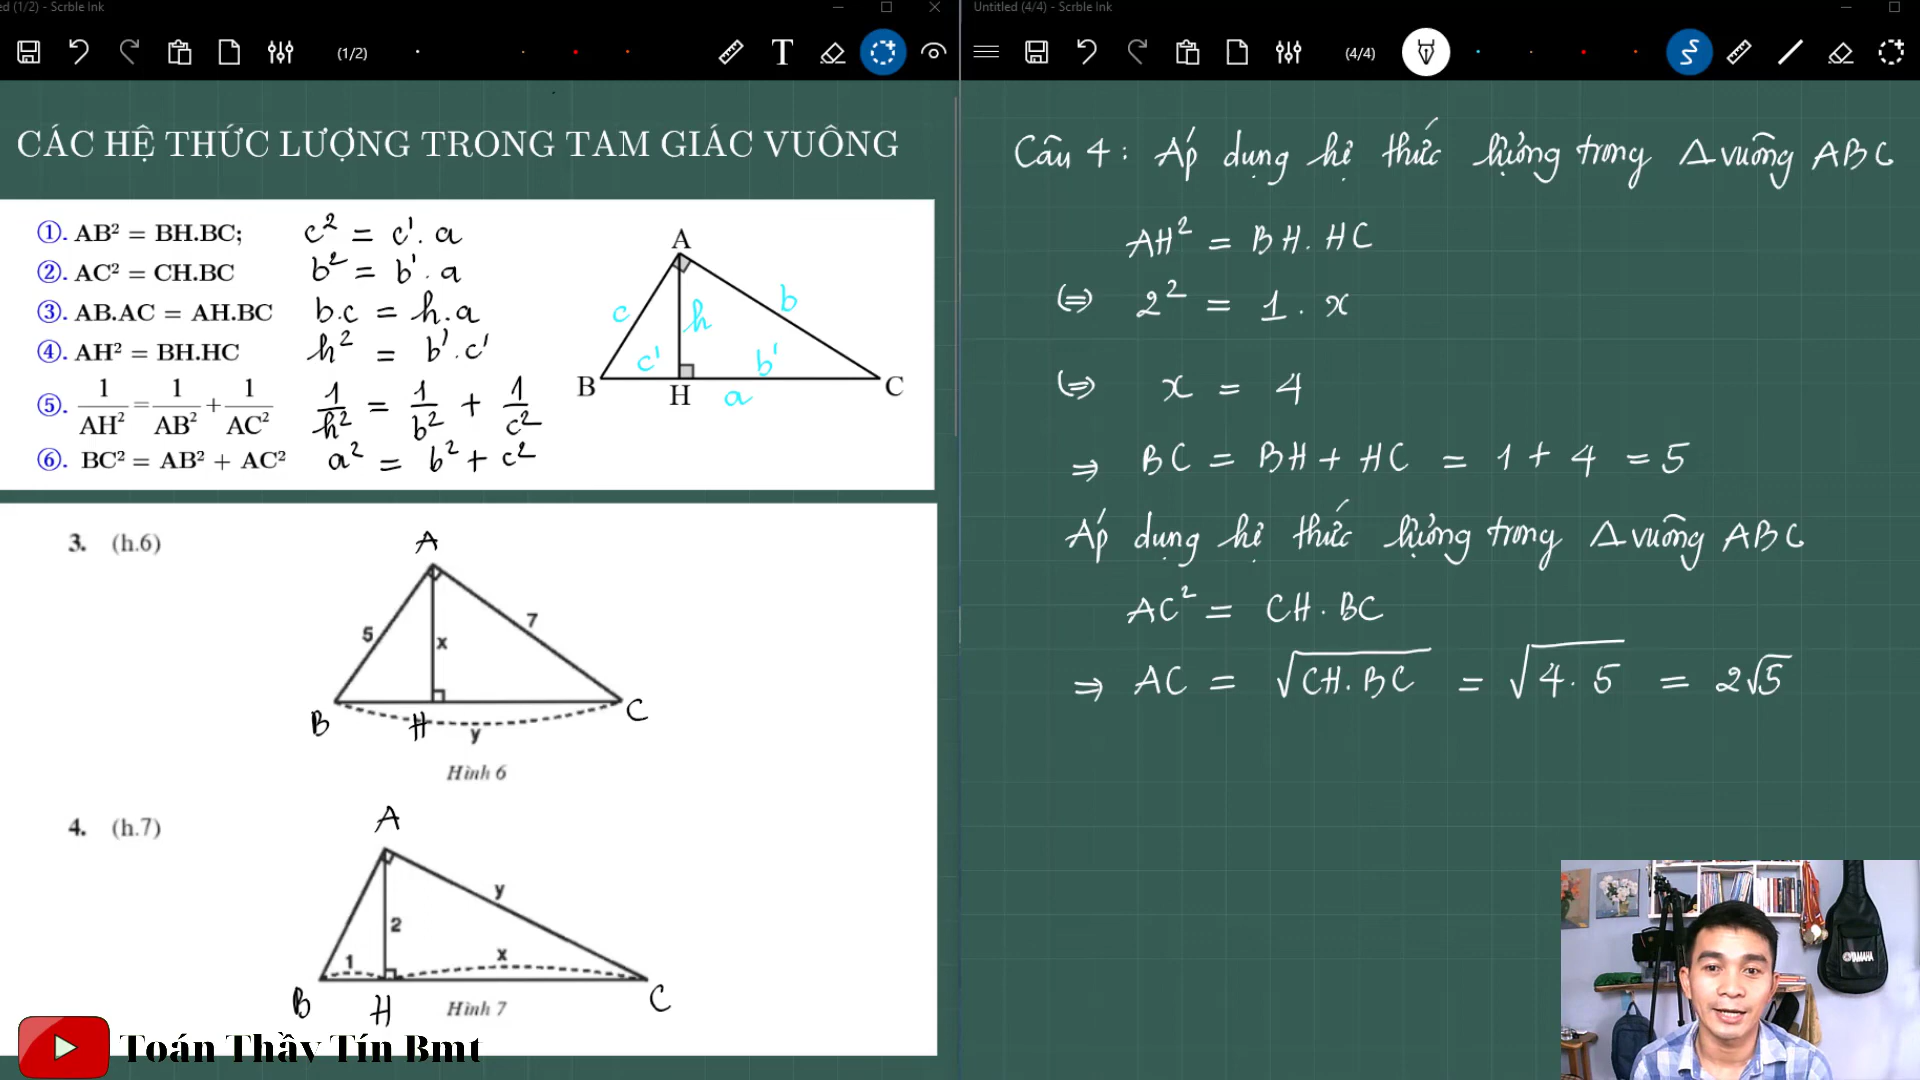 ed (1/2) - Scrble Ink
(1/2)
CÁC HỆ THỨC LƯỢNG TRONG TAM GIÁC VUÔNG
①. AB² = BH.BC; c² = c'.a
②. AC² = CH.BC b² = b'.a
③. AB.AC = AH.BC b.c = h.a
④. AH² = BH.HC h² = b'.c'
⑤. 1/AH² = 1/AB² + 1/AC² 1/h² = 1/b² + 1/c²
⑥. BC² = AB² + AC² a² = b² + c²
A
c h b
c' b'
B H a C
3. (h.6)
A
5 x 7
B H y C
Hình 6
4. (h.7)
A
y
2
1 x
B H C
Hình 7
Toán Thầy Tín Bmt
Untitled (4/4) - Scrble Ink
(4/4)
Câu 4 : Áp dụng hệ thức lượng trong Δ vuông ABC
AH² = BH. HC
(=) 2² = 1 . x
(=) x = 4
⇒ BC = BH + HC = 1 + 4 = 5
Áp dụng hệ thức lượng trong Δ vuông ABC
AC² = CH . BC
⇒ AC = √CH.BC = √4.5 = 2√5
YAMAHA